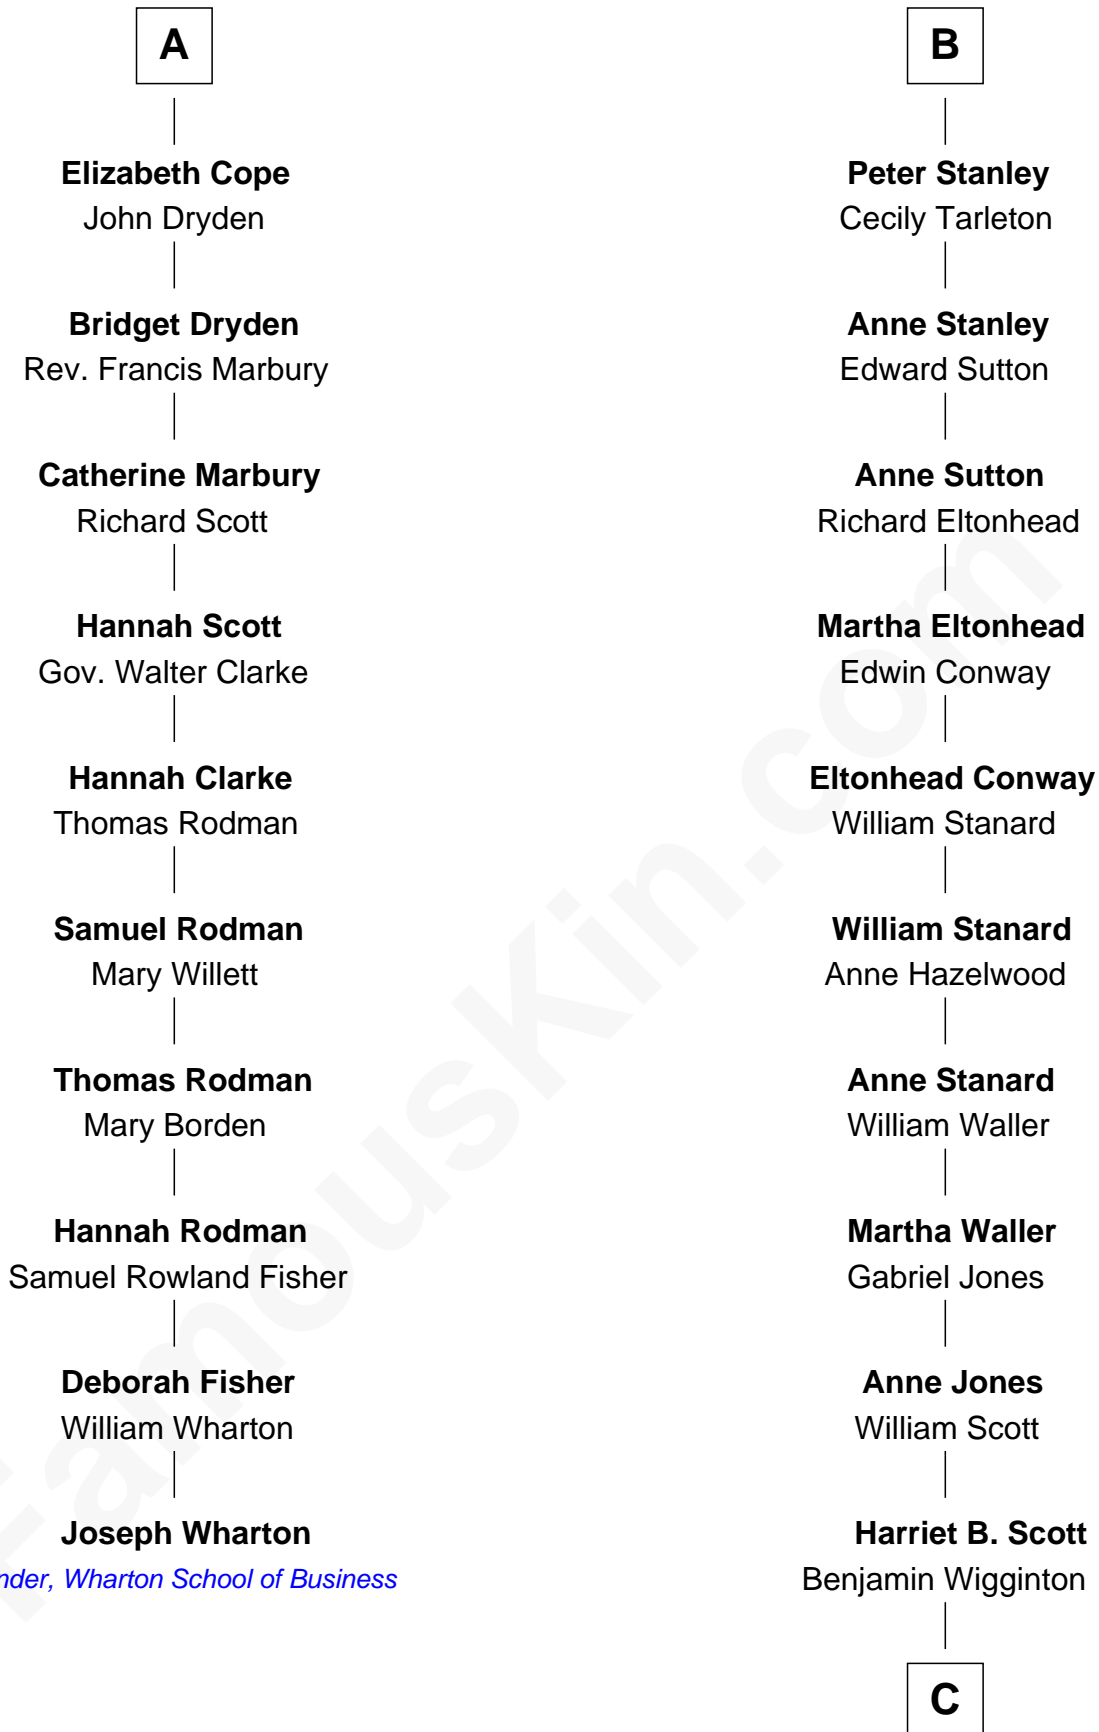 A
Elizabeth Cope
John Dryden
Bridget Dryden
Rev. Francis Marbury
Catherine Marbury
Richard Scott
Hannah Scott
Gov. Walter Clarke
Hannah Clarke
Thomas Rodman
Samuel Rodman
Mary Willett
Thomas Rodman
Mary Borden
Hannah Rodman
Samuel Rowland Fisher
Deborah Fisher
William Wharton
Joseph Wharton
nder, Wharton School of Business
B
Peter Stanley
Cecily Tarleton
Anne Stanley
Edward Sutton
Anne Sutton
Richard Eltonhead
Martha Eltonhead
Edwin Conway
Eltonhead Conway
William Stanard
William Stanard
Anne Hazelwood
Anne Stanard
William Waller
Martha Waller
Gabriel Jones
Anne Jones
William Scott
Harriet B. Scott
Benjamin Wigginton
C
FamousKin.com